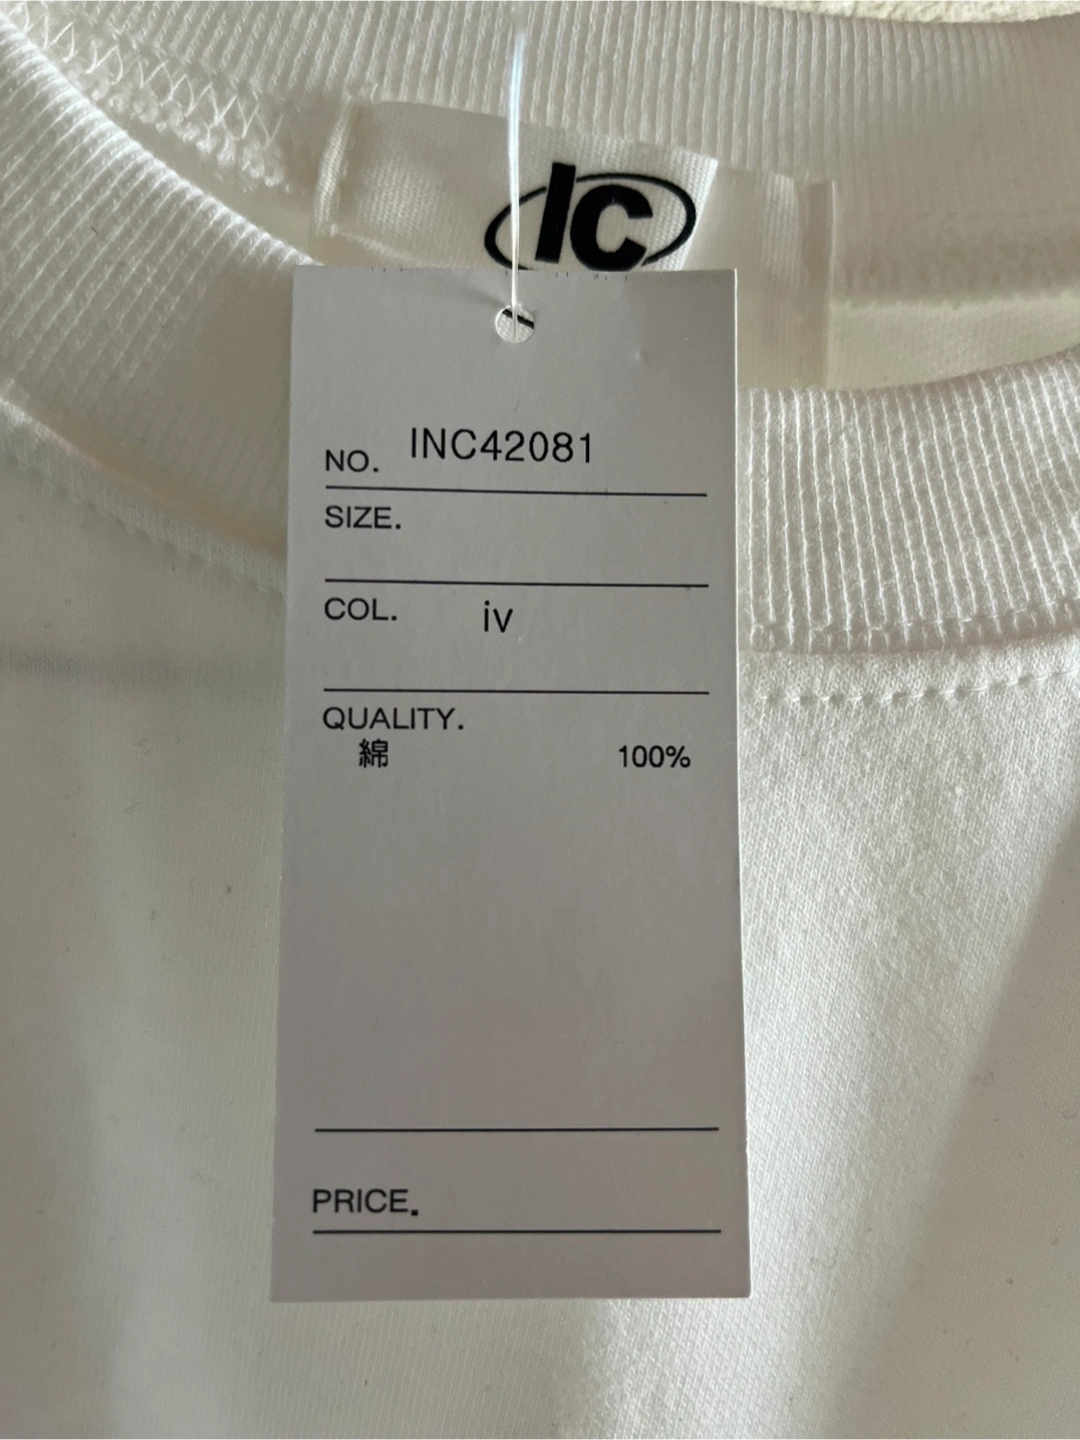 IC
NO. INC42081
SIZE.
COL. iv
QUALITY.
綿 100%
PRICE.